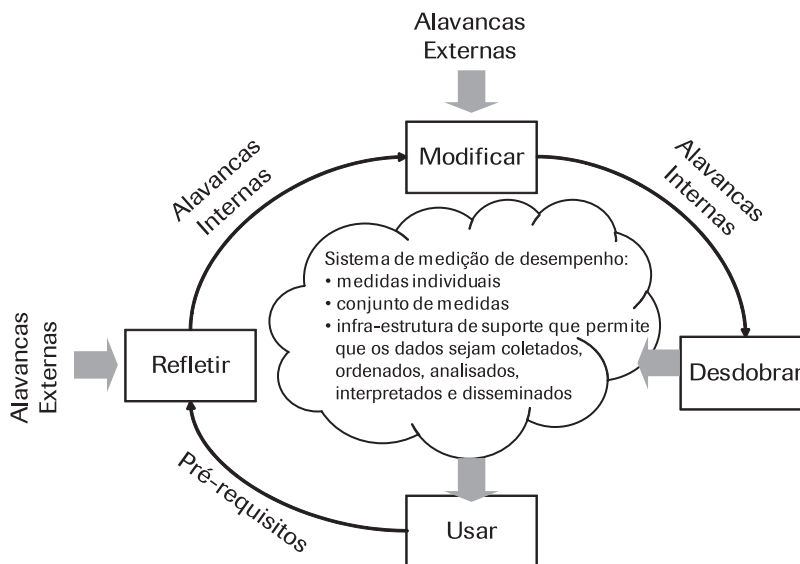 Alavancas
Externas
Modificar
Alavancas
Internas
Alavancas
Internas
Sistema de medição de desempenho:
• medidas individuais
• conjunto de medidas
• infra-estrutura de suporte que permite
que os dados sejam coletados,
ordenados, analisados,
interpretados e disseminados
Alavancas
Externas
Refletir
Desdobrar
Pré-requisitos
Usar